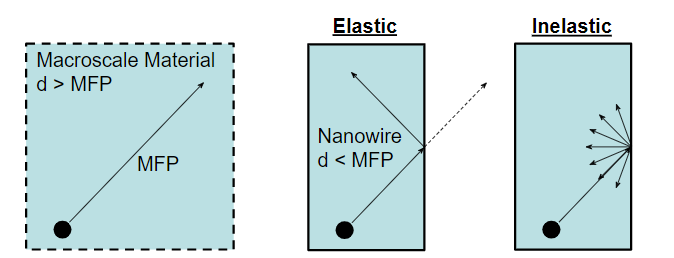 Elastic
Inelastic
Macroscale Material
d > MFP
MFP
Nanowire
d < MFP